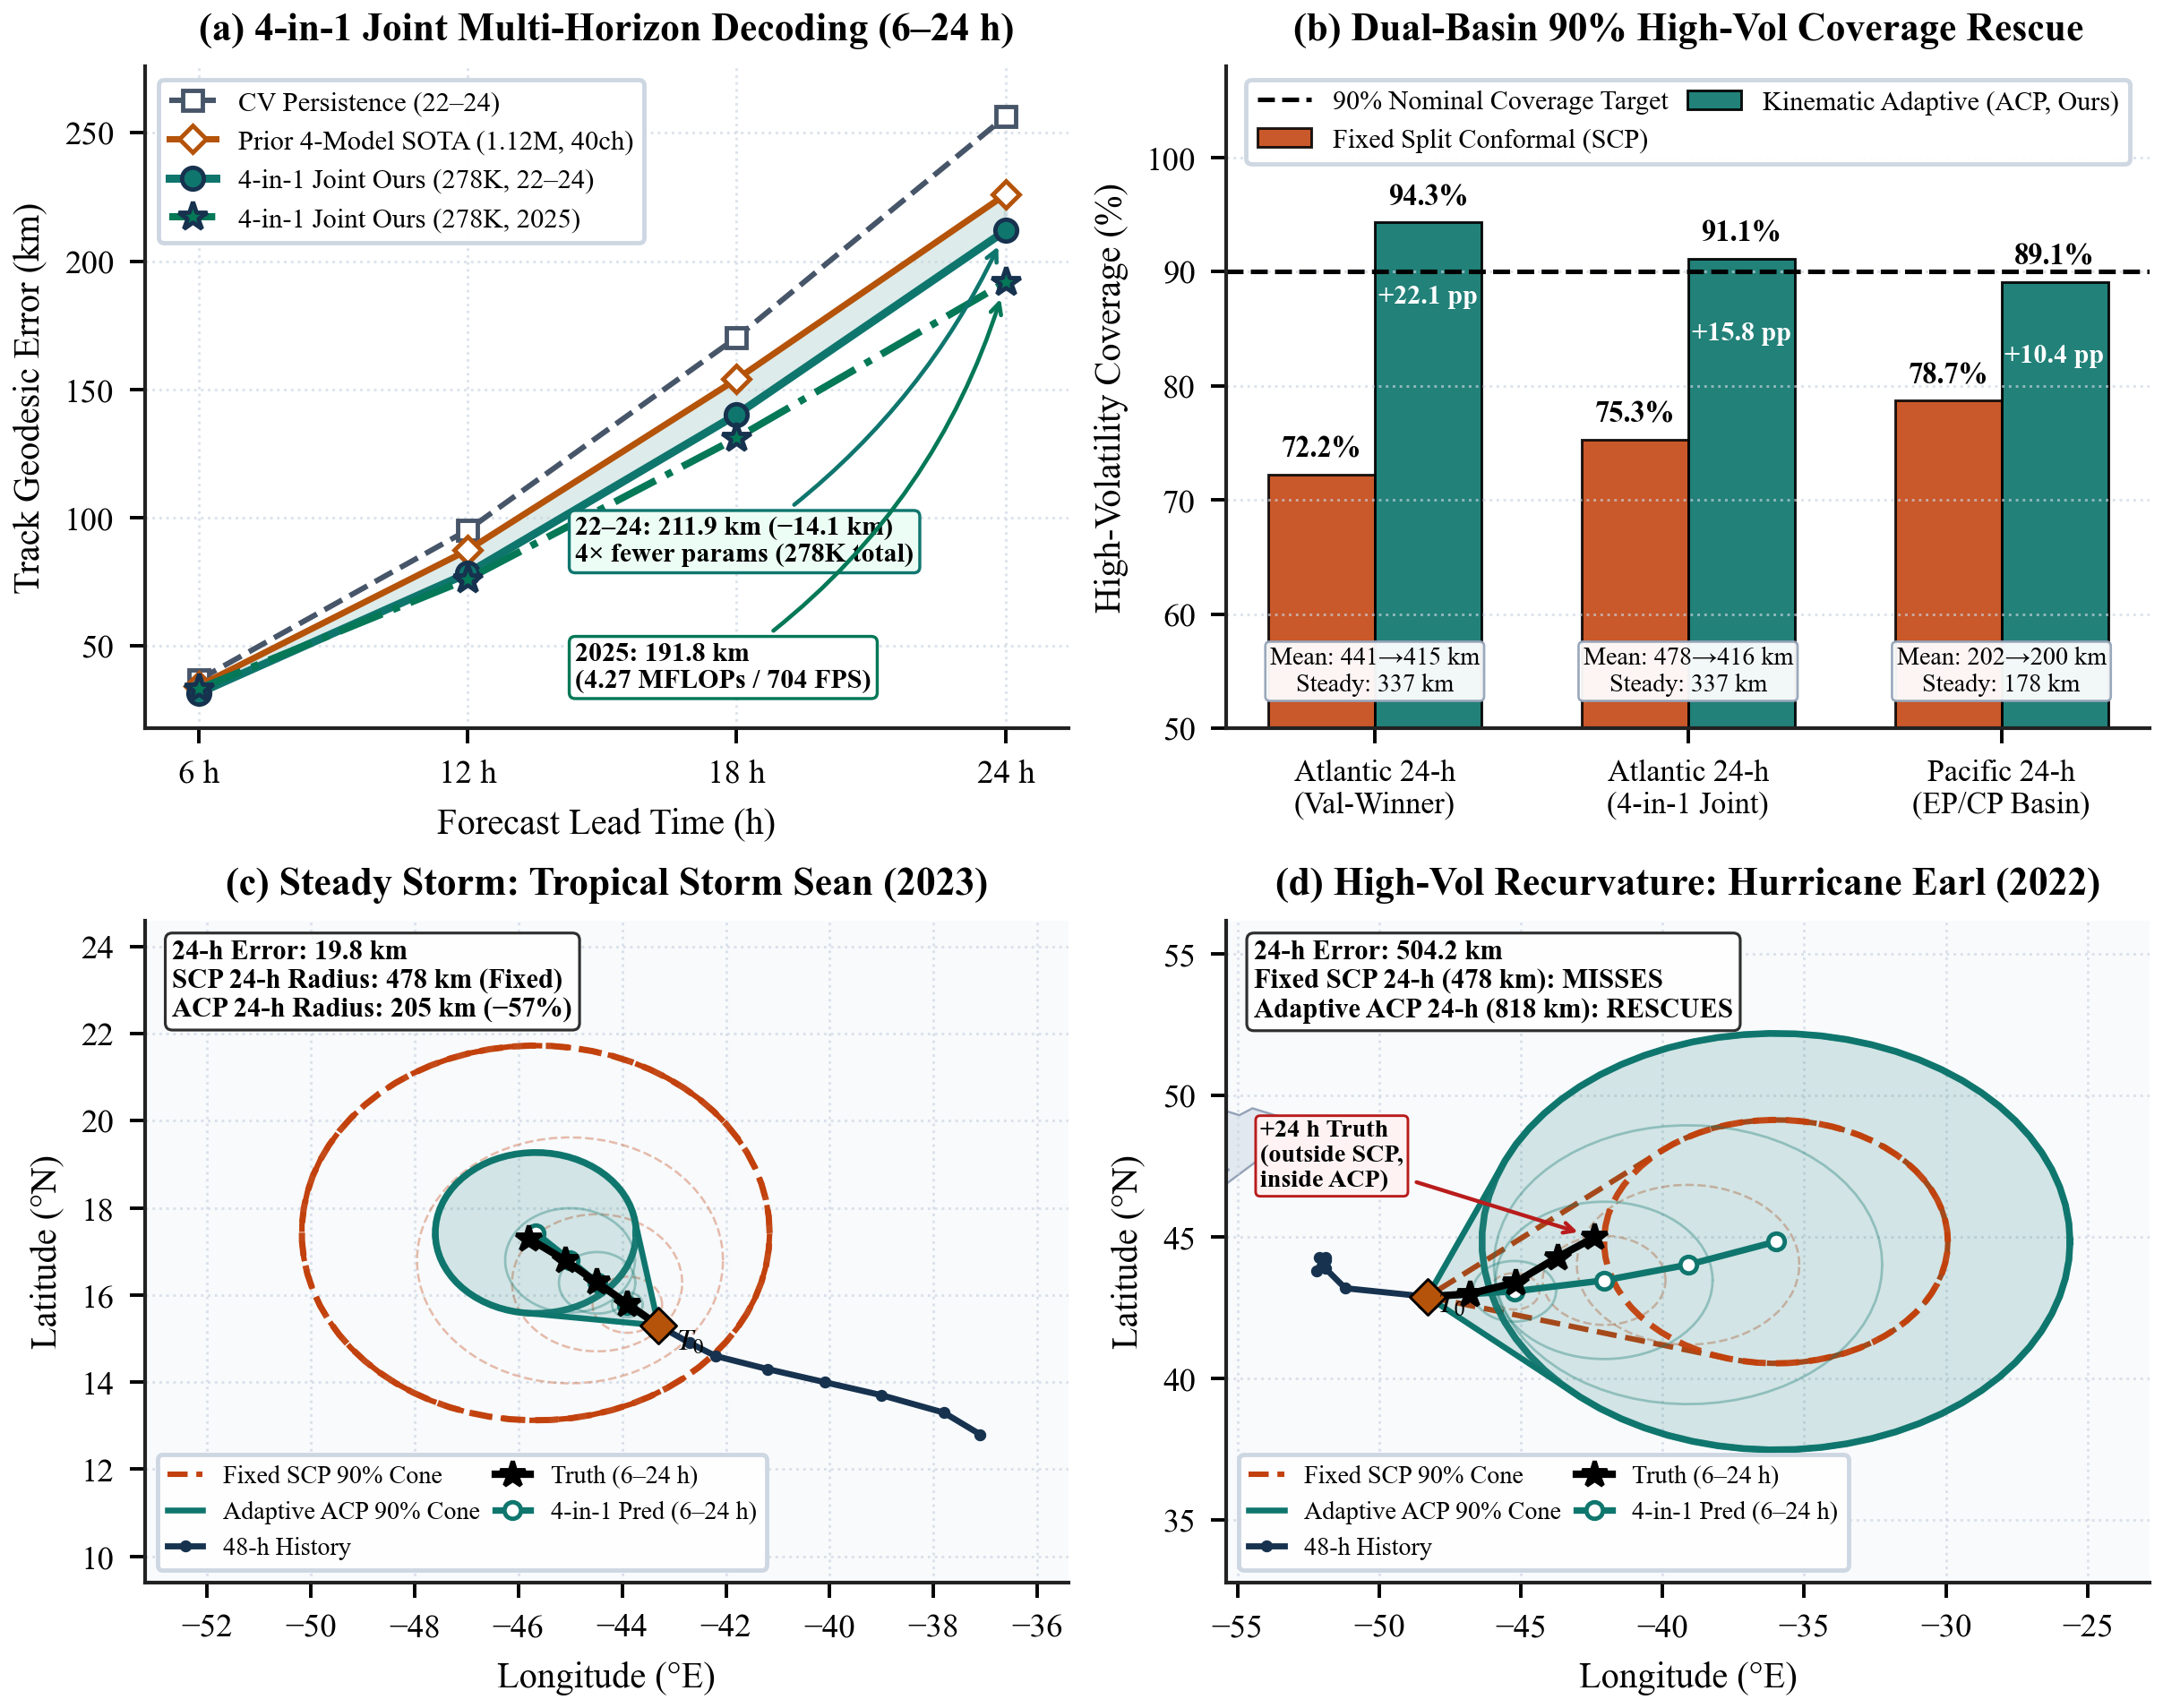 (a) 4-in-1 Joint Multi-Horizon Decoding (6–24 h)
CV Persistence (22–24)
Prior 4-Model SOTA (1.12M, 40ch)
4-in-1 Joint Ours (278K, 22–24)
4-in-1 Joint Ours (278K, 2025)
Track Geodesic Error (km)
250
200
150
100
50
22–24: 211.9 km (−14.1 km)
4× fewer params (278K total)
2025: 191.8 km
(4.27 MFLOPs / 704 FPS)
6 h
12 h
18 h
24 h
Forecast Lead Time (h)
(b) Dual-Basin 90% High-Vol Coverage Rescue
90% Nominal Coverage Target
Fixed Split Conformal (SCP)
Kinematic Adaptive (ACP, Ours)
High-Volatility Coverage (%)
100
90
80
70
60
50
72.2%
94.3%
+22.1 pp
75.3%
91.1%
+15.8 pp
78.7%
89.1%
+10.4 pp
Mean: 441→415 km
Steady: 337 km
Mean: 478→416 km
Steady: 337 km
Mean: 202→200 km
Steady: 178 km
Atlantic 24-h
(Val-Winner)
Atlantic 24-h
(4-in-1 Joint)
Pacific 24-h
(EP/CP Basin)
(c) Steady Storm: Tropical Storm Sean (2023)
24-h Error: 19.8 km
SCP 24-h Radius: 478 km (Fixed)
ACP 24-h Radius: 205 km (−57%)
Latitude (°N)
24
22
20
18
16
14
12
10
T0
Fixed SCP 90% Cone
Adaptive ACP 90% Cone
48-h History
Truth (6–24 h)
4-in-1 Pred (6–24 h)
−52
−50
−48
−46
−44
−42
−40
−38
−36
Longitude (°E)
(d) High-Vol Recurvature: Hurricane Earl (2022)
24-h Error: 504.2 km
Fixed SCP 24-h (478 km): MISSES
Adaptive ACP 24-h (818 km): RESCUES
Latitude (°N)
55
50
45
40
35
+24 h Truth
(outside SCP,
inside ACP)
T0
Fixed SCP 90% Cone
Adaptive ACP 90% Cone
48-h History
Truth (6–24 h)
4-in-1 Pred (6–24 h)
−55
−50
−45
−40
−35
−30
−25
Longitude (°E)